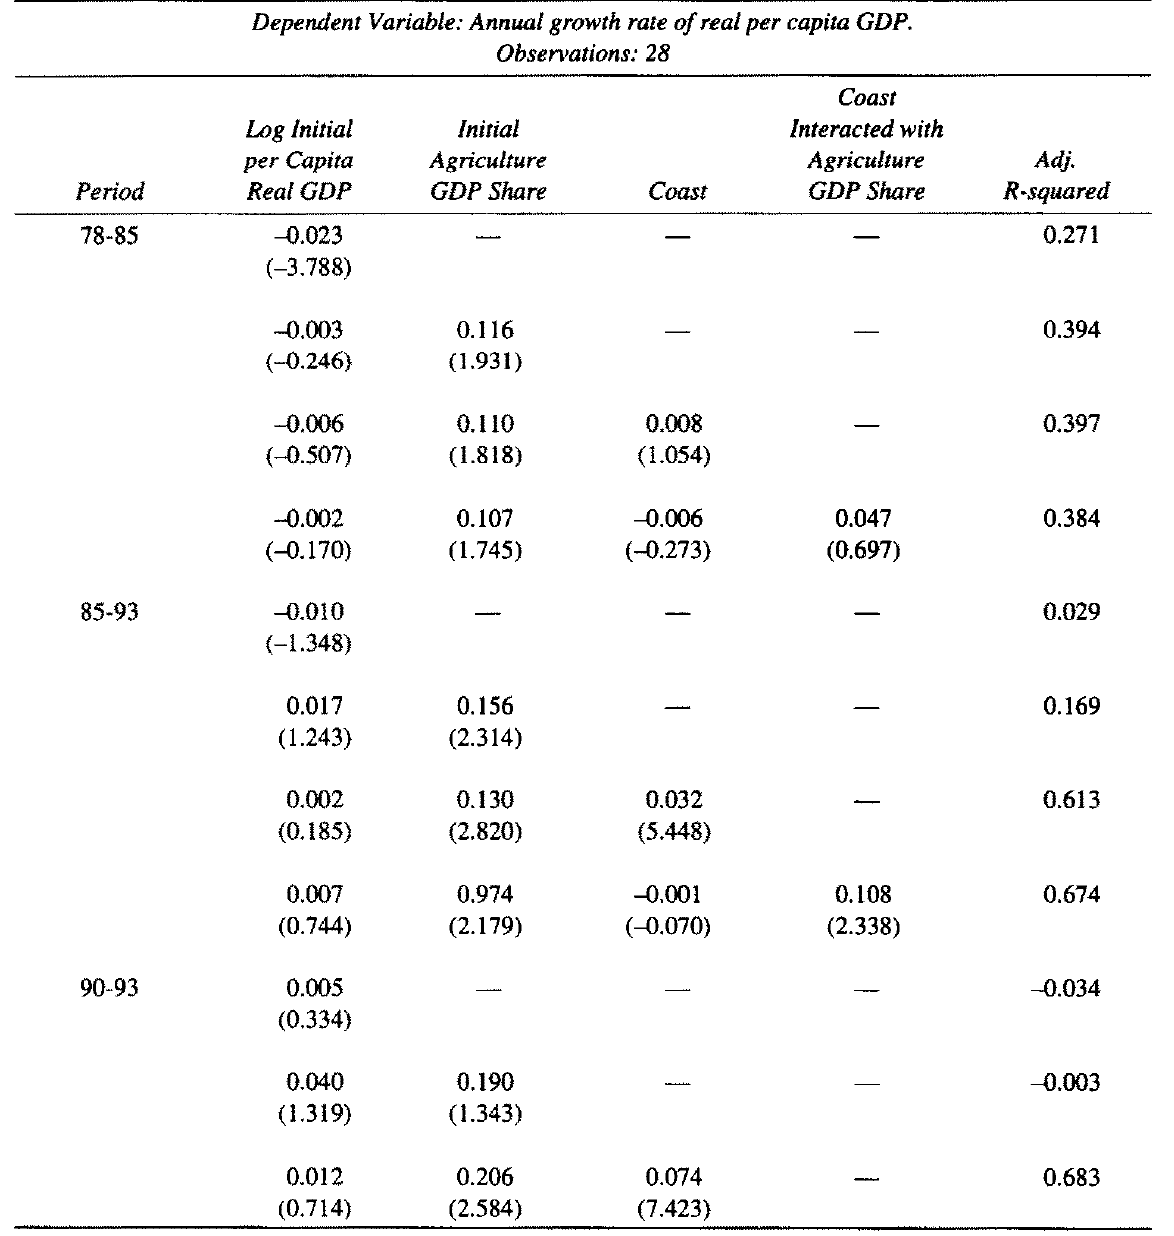 Dependent Variable: Annual growth rate of real per capita GDP.
Observations: 28
Coast
Log Initial Initial Interacted with
per Capita Agriculture Agriculture Adj.
Period Real GDP GDP Share Coast GDP Share R-squared
78-85 –0.023 — — — 0.271
(–3.788)
–0.003 0.116 — — 0.394
(–0.246) (1.931)
–0.006 0.110 0.008 — 0.397
(–0.507) (1.818) (1.054)
–0.002 0.107 –0.006 0.047 0.384
(–0.170) (1.745) (–0.273) (0.697)
85-93 –0.010 — — — 0.029
(–1.348)
0.017 0.156 — — 0.169
(1.243) (2.314)
0.002 0.130 0.032 — 0.613
(0.185) (2.820) (5.448)
0.007 0.974 –0.001 0.108 0.674
(0.744) (2.179) (–0.070) (2.338)
90-93 0.005 — — — –0.034
(0.334)
0.040 0.190 — — –0.003
(1.319) (1.343)
0.012 0.206 0.074 — 0.683
(0.714) (2.584) (7.423)